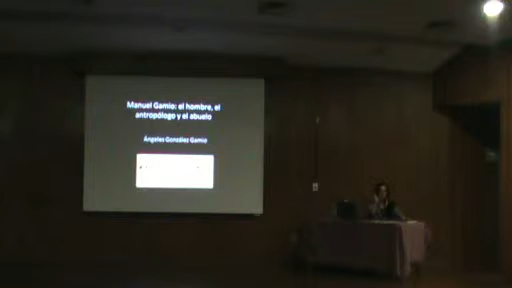 Manuel Gamio: el hombre, el
antropólogo y el abuelo
Ángeles González Gamio